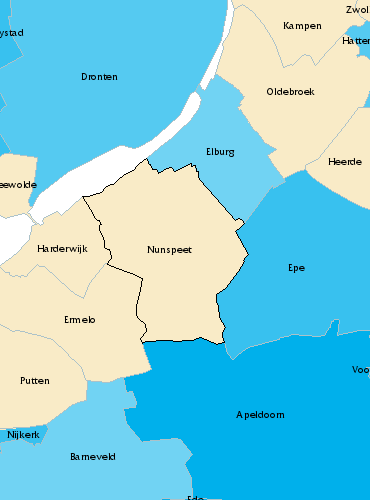 Zwol
Kampen
ystad
Hatten
Dronten
Oldebroek
Elburg
Heerde
eewolde
Harderwijk
Nunspeet
Epe
Ermelo
Voo
Putten
Apeldoorn
Nijkerk
Barneveld
Ede